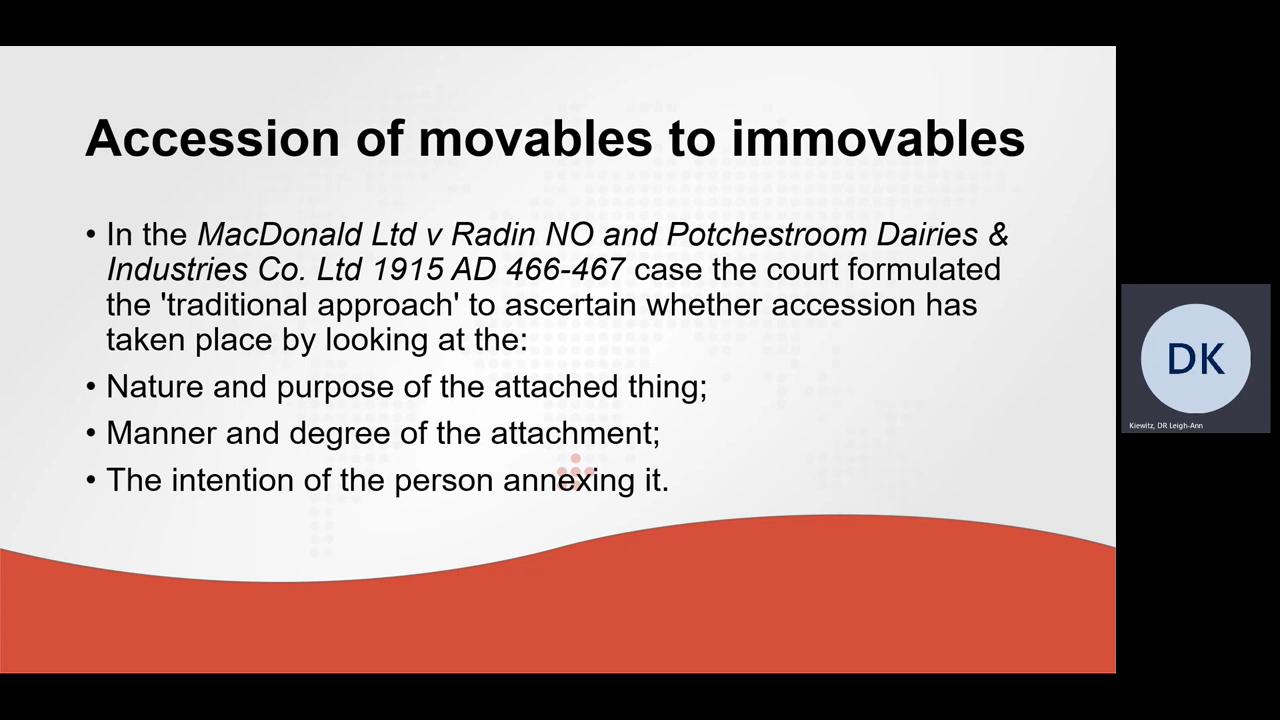 Accession of movables to immovables
• In the MacDonald Ltd v Radin NO and Potchestroom Dairies &
Industries Co. Ltd 1915 AD 466-467 case the court formulated
the 'traditional approach' to ascertain whether accession has
taken place by looking at the:
• Nature and purpose of the attached thing;
• Manner and degree of the attachment;
• The intention of the person annexing it.
DK
Kiewitz, DR Leigh-Ann